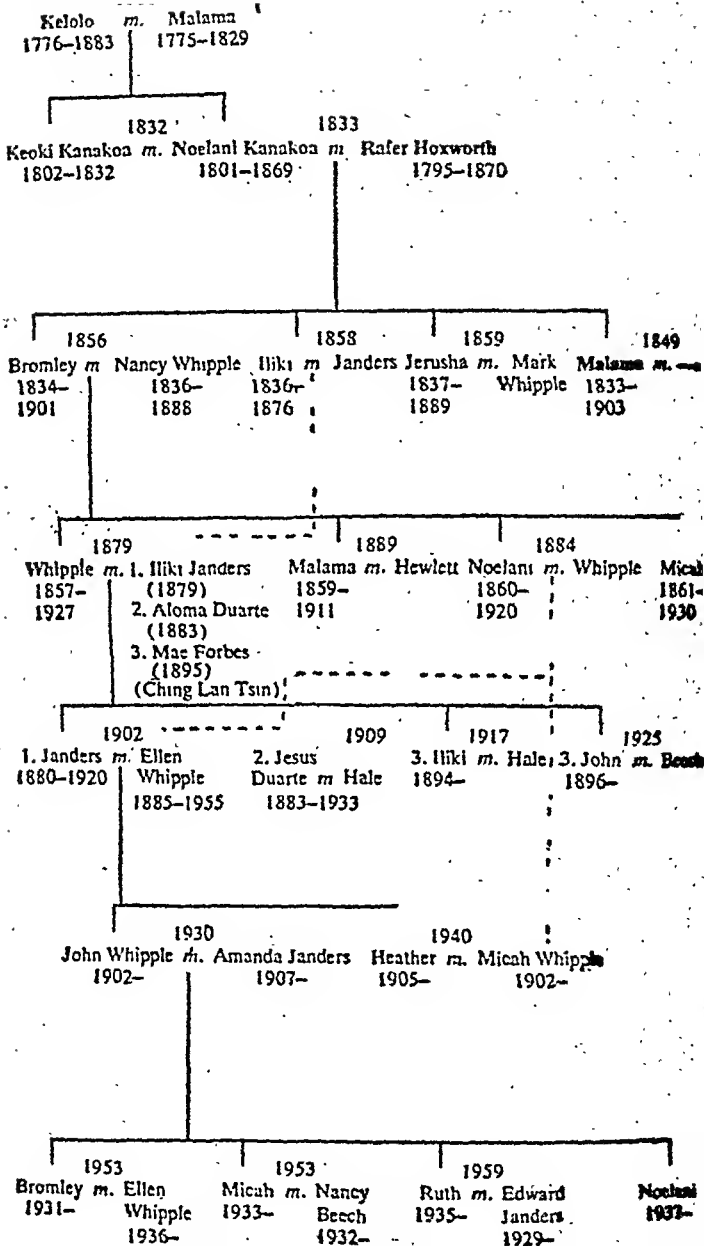 Kelolo m. Malama
1776–1883 1775–1829
1832 1833
Keoki Kanakoa m. Noelani Kanakoa m Rafer Hoxworth
1802–1832 1801–1869 1795–1870
1856 1858 1859 1849
Bromley m Nancy Whipple Iliki m Janders Jerusha m. Mark Malama m. —
1834– 1836– 1836– 1837– Whipple 1833–
1901 1888 1876 1889 1903
1879 1889 1884
Whipple m. 1. Iliki Janders Malama m. Hewlett Noelani m. Whipple Micah
1857– (1879) 1859– 1860– 1861–
1927 2. Aloma Duarte 1911 1920 1930
(1883)
3. Mae Forbes
(1895)
(Ching Lan Tsin)
1902 1909 1917 1925
1. Janders m. Ellen 2. Jesus 3. Iliki m. Hale 3. John m. Beech
1880–1920 Whipple Duarte m Hale 1894– 1896–
1885–1955 1883–1933
1930 1940
John Whipple m. Amanda Janders Heather m. Micah Whipple
1902– 1907– 1905– 1902–
1953 1953 1959
Bromley m. Ellen Micah m. Nancy Ruth m. Edward Noelani
1931– Whipple 1933– Beech 1935– Janders 1937–
1936– 1932– 1929–